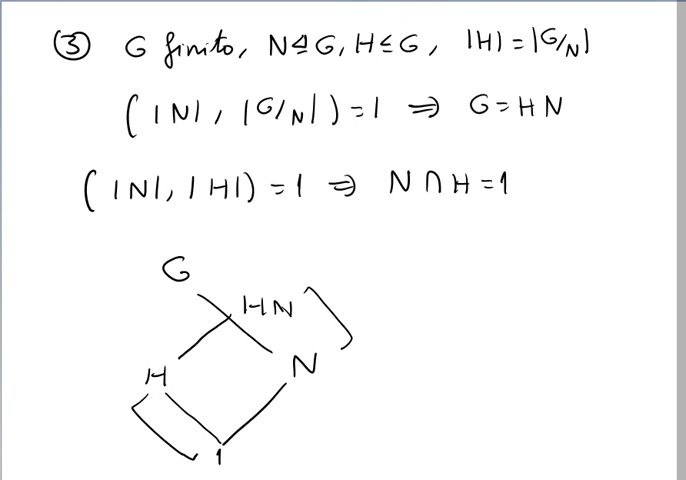 ③ G finito, N⊴G, H≤G, |H|=|G/N|
(|N|, |G/N|)=1 ⇒ G=HN
(|N|, |H|)=1 ⇒ N∩H=1
G
HN
H N
1